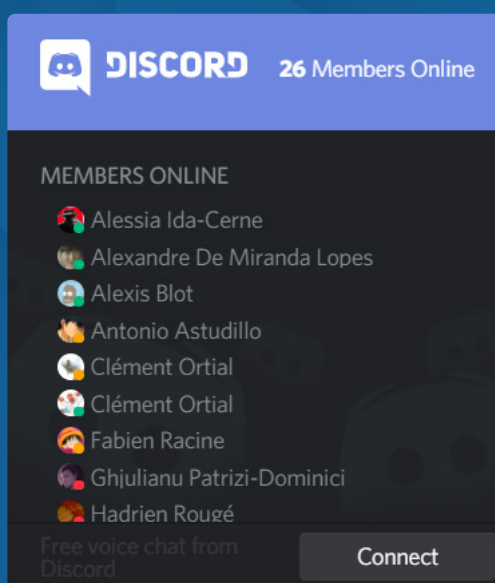 DISCORD 26 Members Online
MEMBERS ONLINE
Alessia Ida-Cerne
Alexandre De Miranda Lopes
Alexis Blot
Antonio Astudillo
Clément Ortial
Clément Ortial
Fabien Racine
Ghjulianu Patrizi-Dominici
Hadrien Rougé
Free voice chat from
Discord
Connect